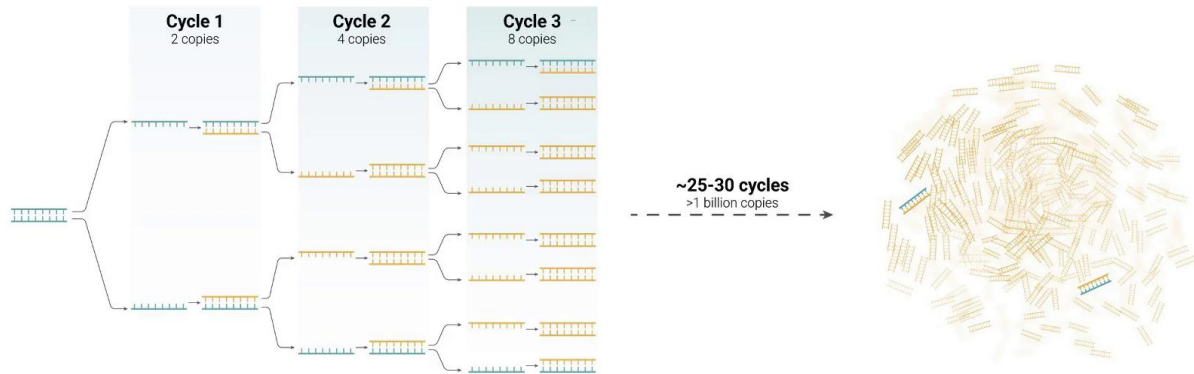 Cycle 1
2 copies
Cycle 2
4 copies
Cycle 3
8 copies
~25-30 cycles
>1 billion copies